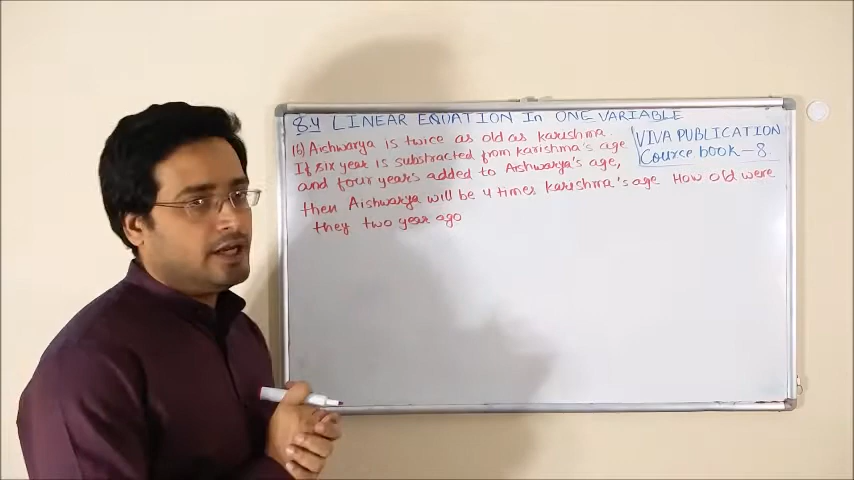 8.4 LINEAR EQUATION In ONE VARIABLE
(6) Aishwarya is twice as old as karishma.
If six year is substracted from karishma's age
and four years added to Aishwarya's age,
then Aishwarya will be 4 times karishma's age How old were
they two year ago
VIVA PUBLICATION
Cource book - 8